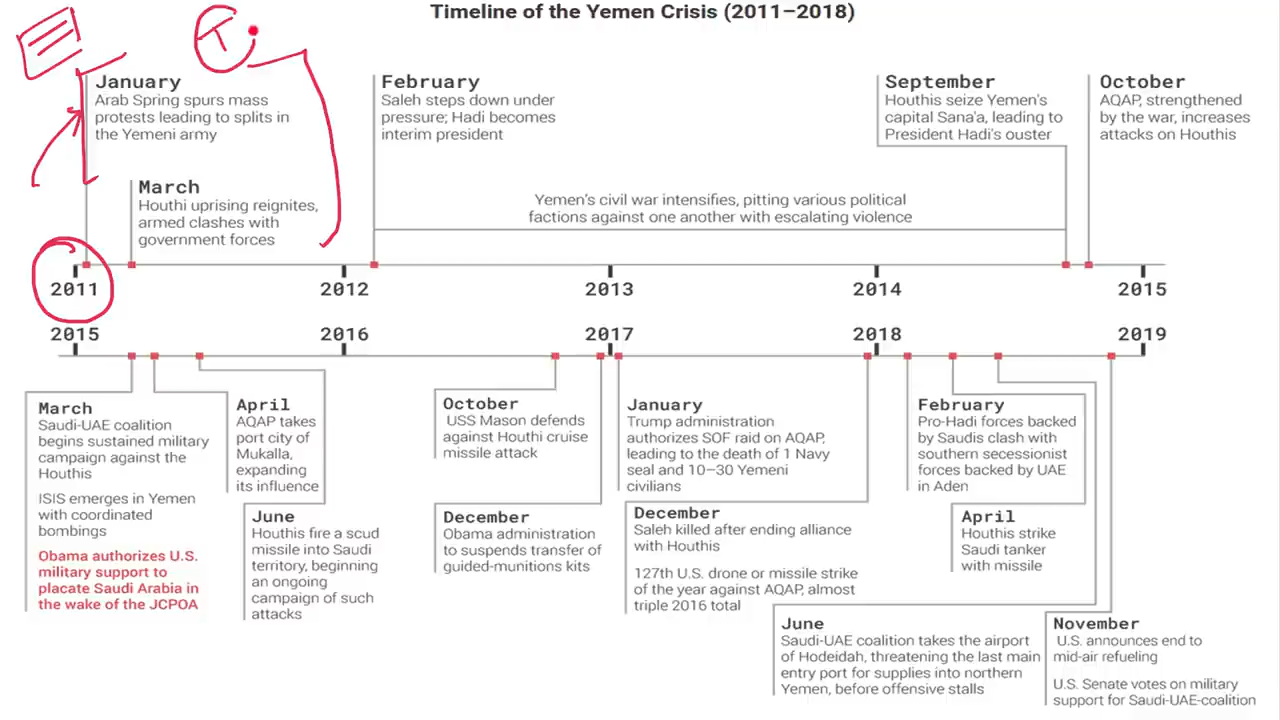 Timeline of the Yemen Crisis (2011–2018)
T
January
Arab Spring spurs mass
protests leading to splits in
the Yemeni army
March
Houthi uprising reignites,
armed clashes with
government forces
February
Saleh steps down under
pressure; Hadi becomes
interim president
Yemen's civil war intensifies, pitting various political
factions against one another with escalating violence
September
Houthis seize Yemen's
capital Sana'a, leading to
President Hadi's ouster
October
AQAP, strengthened
by the war, increases
attacks on Houthis
2011 2012 2013 2014 2015
2015 2016 2017 2018 2019
March
Saudi-UAE coalition
begins sustained military
campaign against the
Houthis
ISIS emerges in Yemen
with coordinated
bombings
Obama authorizes U.S.
military support to
placate Saudi Arabia in
the wake of the JCPOA
April
AQAP takes
port city of
Mukalla,
expanding
its influence
June
Houthis fire a scud
missile into Saudi
territory, beginning
an ongoing
campaign of such
attacks
October
USS Mason defends
against Houthi cruise
missile attack
December
Obama administration
to suspends transfer of
guided-munitions kits
January
Trump administration
authorizes SOF raid on AQAP,
leading to the death of 1 Navy
seal and 10–30 Yemeni
civilians
December
Saleh killed after ending alliance
with Houthis
127th U.S. drone or missile strike
of the year against AQAP, almost
triple 2016 total
February
Pro-Hadi forces backed
by Saudis clash with
southern secessionist
forces backed by UAE
in Aden
April
Houthis strike
Saudi tanker
with missile
June
Saudi-UAE coalition takes the airport
of Hodeidah, threatening the last main
entry port for supplies into northern
Yemen, before offensive stalls
November
U.S. announces end to
mid-air refueling
U.S. Senate votes on military
support for Saudi-UAE-coalition